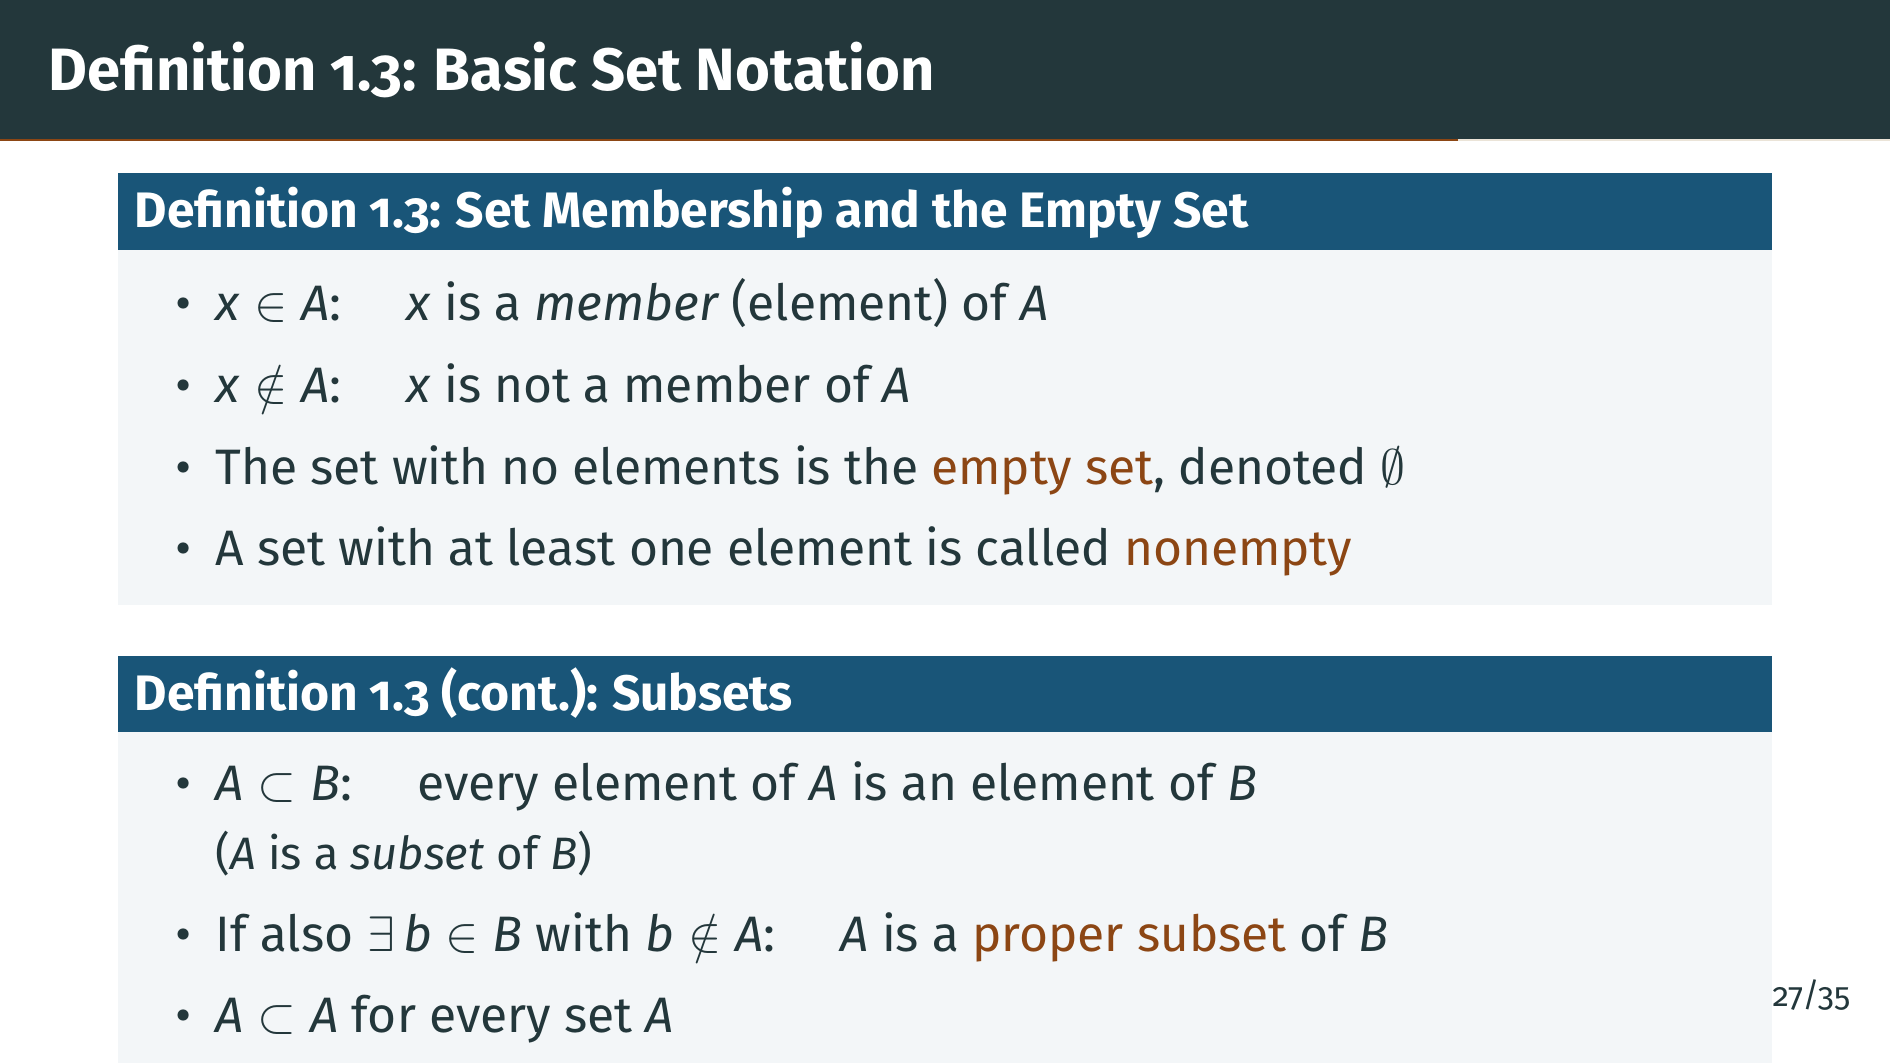 Definition 1.3: Basic Set Notation
Definition 1.3: Set Membership and the Empty Set
• x ∈ A: x is a member (element) of A
• x ∉ A: x is not a member of A
• The set with no elements is the empty set, denoted ∅
• A set with at least one element is called nonempty
Definition 1.3 (cont.): Subsets
• A ⊂ B: every element of A is an element of B
(A is a subset of B)
• If also ∃ b ∈ B with b ∉ A: A is a proper subset of B
• A ⊂ A for every set A
27/35